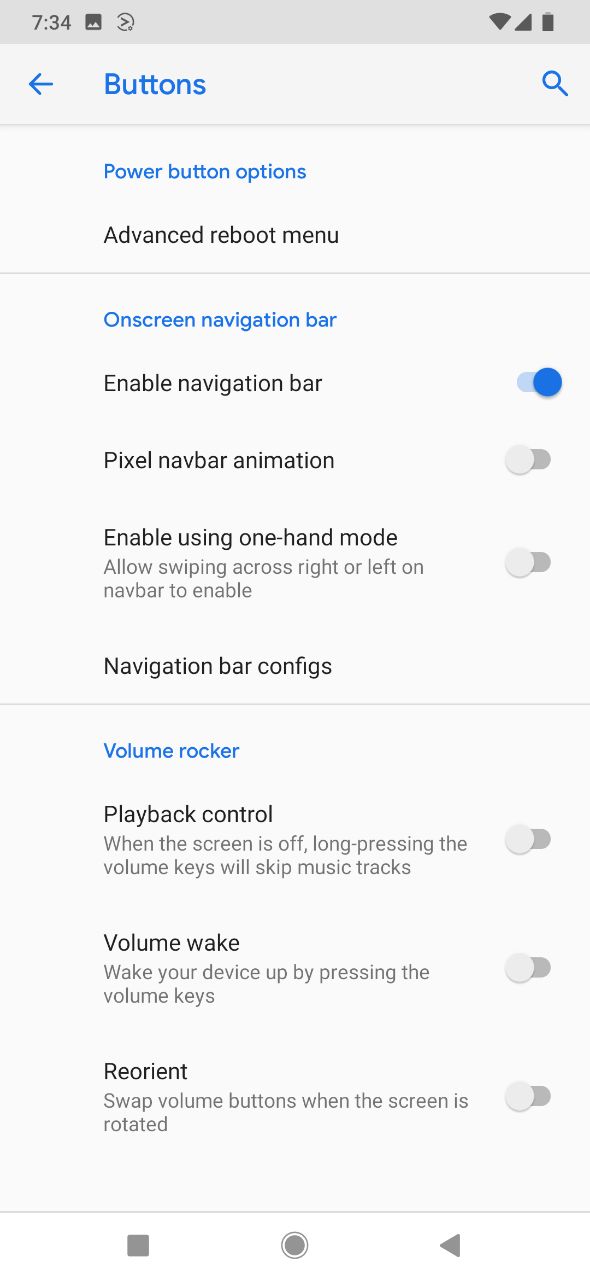 7:34
Buttons
Power button options
Advanced reboot menu
Onscreen navigation bar
Enable navigation bar
Pixel navbar animation
Enable using one-hand mode
Allow swiping across right or left on
navbar to enable
Navigation bar configs
Volume rocker
Playback control
When the screen is off, long-pressing the
volume keys will skip music tracks
Volume wake
Wake your device up by pressing the
volume keys
Reorient
Swap volume buttons when the screen is
rotated